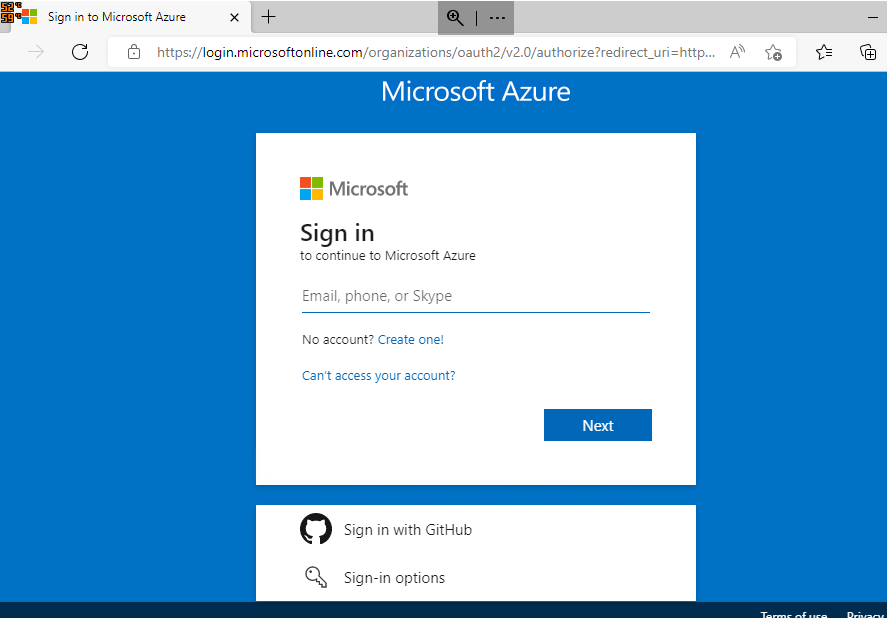 52 °C
59 °C
Sign in to Microsoft Azure
https://login.microsoftonline.com/organizations/oauth2/v2.0/authorize?redirect_uri=http...
Microsoft Azure
Microsoft
Sign in
to continue to Microsoft Azure
Email, phone, or Skype
No account? Create one!
Can't access your account?
Next
Sign in with GitHub
Sign-in options
Terms of use Privacy